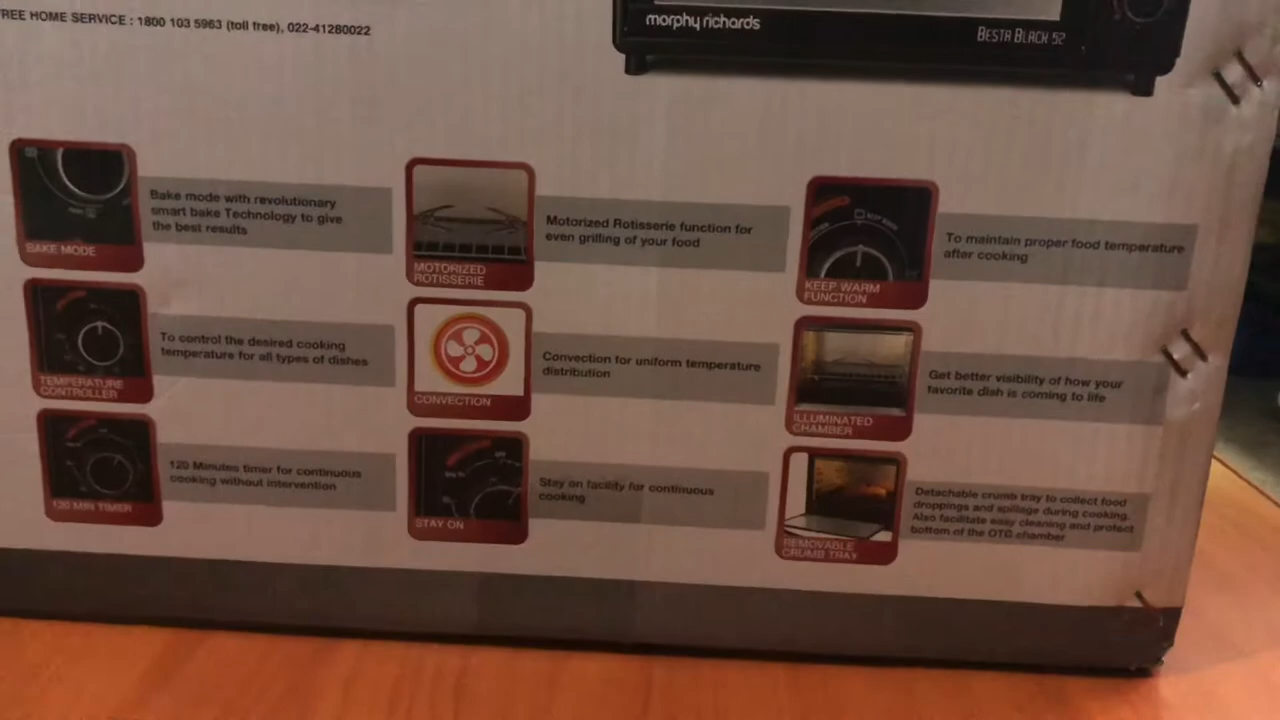 REE HOME SERVICE : 1800 103 5963 (toll free), 022-41280022
morphy richards
BESTA BLACK 52
BAKE MODE
Bake mode with revolutionary
smart bake Technology to give
the best results
MOTORIZED
ROTISSERIE
Motorized Rotisserie function for
even grilling of your food
KEEP WARM
FUNCTION
To maintain proper food temperature
after cooking
TEMPERATURE
CONTROLLER
To control the desired cooking
temperature for all types of dishes
CONVECTION
Convection for uniform temperature
distribution
ILLUMINATED
CHAMBER
Get better visibility of how your
favorite dish is coming to life
120 MIN TIMER
120 Minutes timer for continuous
cooking without intervention
STAY ON
Stay on facility for continuous
cooking
REMOVABLE
CRUMB TRAY
Detachable crumb tray to collect food
droppings and spillage during cooking.
Also facilitate easy cleaning and protect
bottom of the OTG chamber